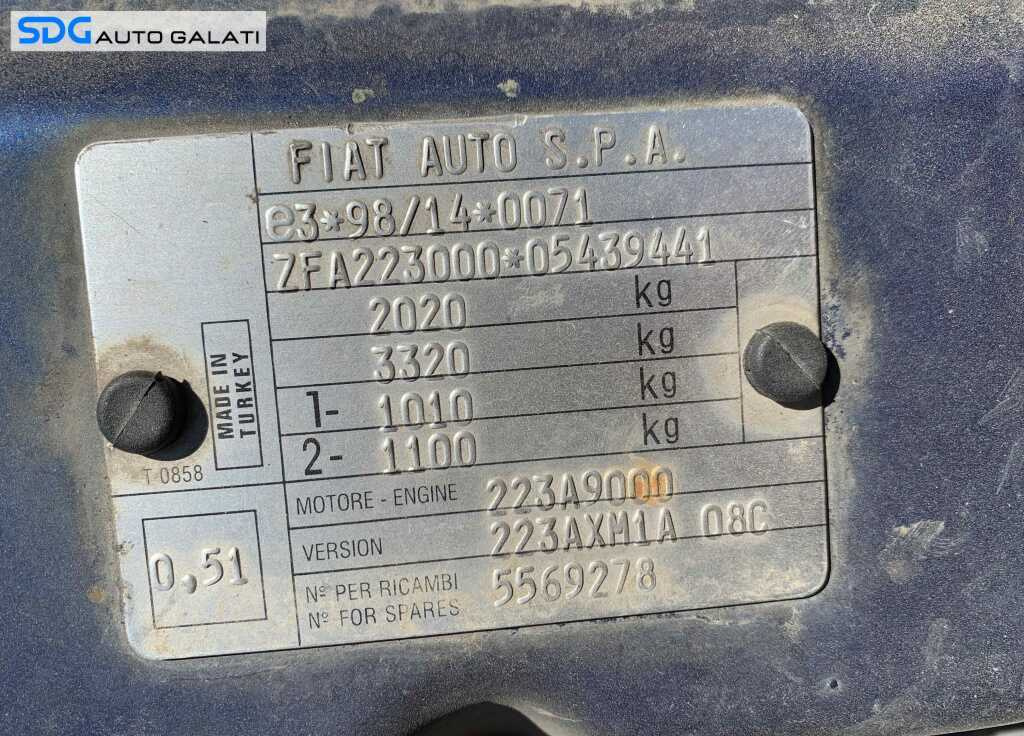 SDG AUTO GALATI
FIAT AUTO S.P.A.
e3*98/14*0071
ZFA223000*05439441
2020 kg
3320 kg
1- 1010 kg
2- 1100 kg
MADE IN
TURKEY
T-0858
MOTORE - ENGINE 223A9000
VERSION 223AXM1A 08C
0,51
Nº PER RICAMBI 5569278
Nº FOR SPARES